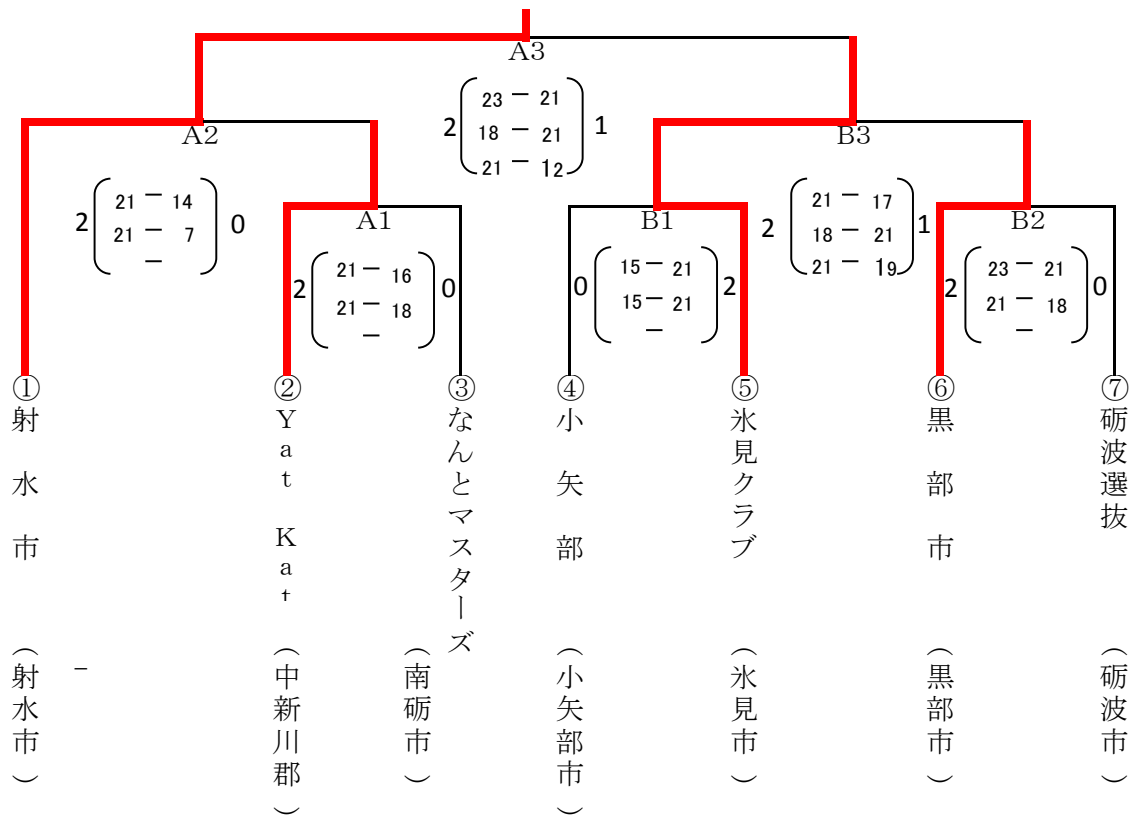 A3
23 － 21
2 18 － 21 1
21 － 12
A2
21 － 14
2 21 － 7 0
－
B3
21 － 17
2 18 － 21 1
21 － 19
A1
21 － 16
2 21 － 18 0
－
B1
15 － 21
0 15 － 21 2
－
B2
23 － 21
2 21 － 18 0
－
①射水市（射水市）
－
②Yat Kat（中新川郡）
③なんとマスターズ（南砺市）
④小矢部（小矢部市）
⑤氷見クラブ（氷見市）
⑥黒部市（黒部市）
⑦砺波選抜（砺波市）